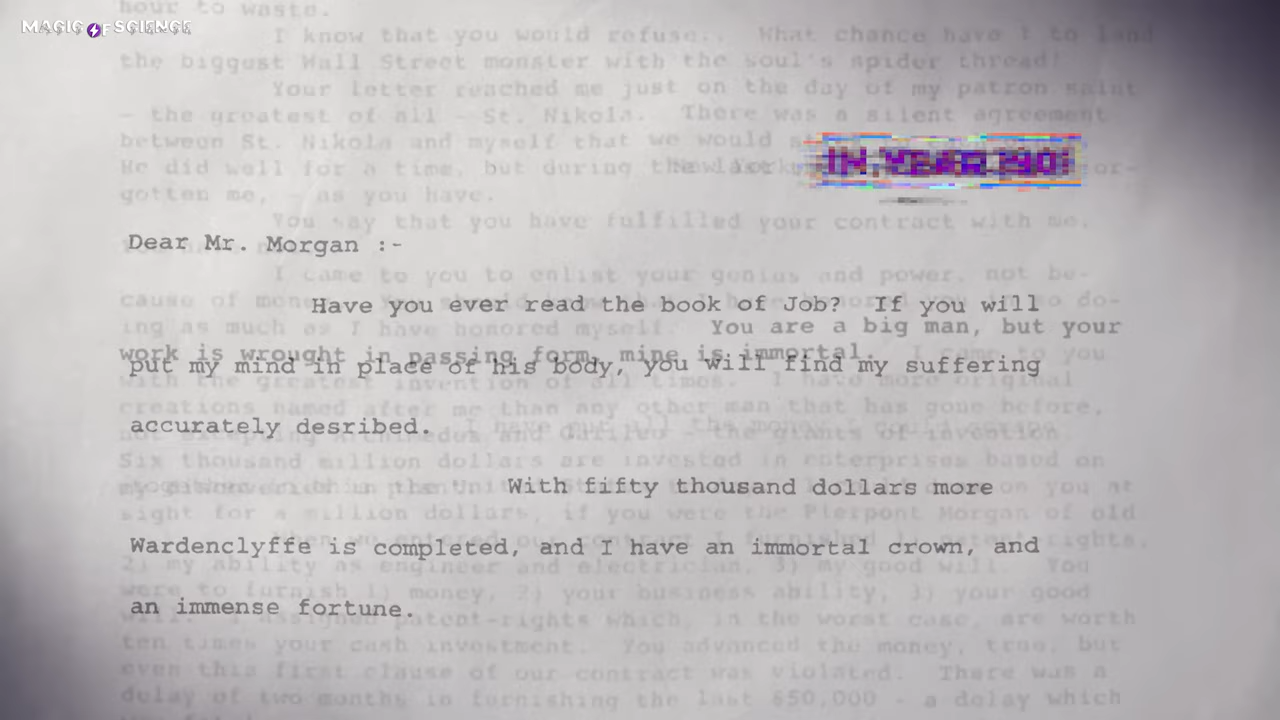 MAGIC OF SCIENCE
hour to waste.
I know that you would refuse. What chance have I to land
the biggest Wall Street monster with the soul's spider thread!
Your letter reached me just on the day of my patron saint
- the greatest of all - St. Nikola. There was a silent agreement
between St. Nikola and myself that we would
He did well for a time, but during the
gotten me, as you have.
You say that you have fulfilled your contract with me.
Dear Mr. Morgan :-
I came to you to enlist your genius and power, not be-
cause of
Have you ever read the book of Job? If you will
ing as much as I have honored myself. You are a big man, but your
work is wrought in passing form, mine is immortal. I came to you
put my mind in place of his body, you will find my suffering
with the greatest invention of all times. I have more original
creations named after me than any other man that has gone before,
accurately desribed.
not excepting Archimedes and Galileo - the giants of invention
Six thousand million dollars are invested in enterprises based on
With fifty thousand dollars more
sight for a million dollars, if you were the Pierpont Morgan of old
Wardenclyffe is completed, and I have an immortal crown, and
2) my ability as engineer and electrician, 3) my good will. You
were to furnish 1) money, 2) your business ability, 3) your good
an immense fortune.
will. I assigned patent-rights which, in the worst case, are worth
ten times your cash investment. You advanced the money, true, but
even this first clause of our contract was violated. There was a
delay of two months in furnishing the last $50,000 - a delay which